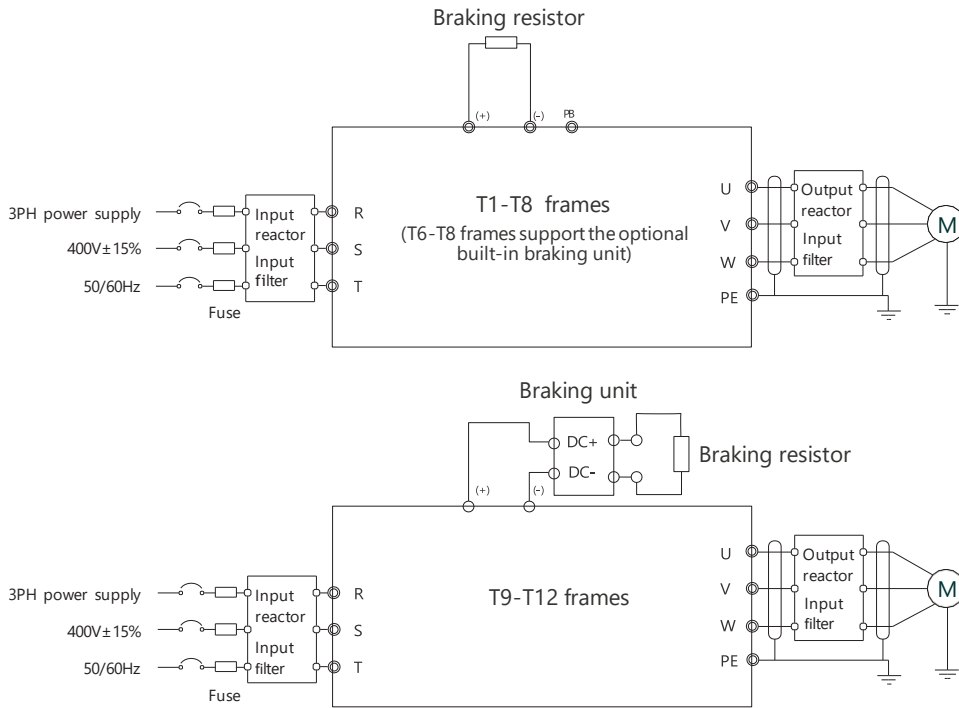 Braking resistor
(+) (-) PB
T1-T8 frames
(T6-T8 frames support the optional
built-in braking unit)
3PH power supply
400V±15%
50/60Hz
Fuse
Input
reactor
Input
filter
R
S
T
U
V
W
PE
Output
reactor
Input
filter
M
Braking unit
DC+
DC-
Braking resistor
(+) (-)
T9-T12 frames
3PH power supply
400V±15%
50/60Hz
Fuse
Input
reactor
Input
filter
R
S
T
U
V
W
PE
Output
reactor
Input
filter
M